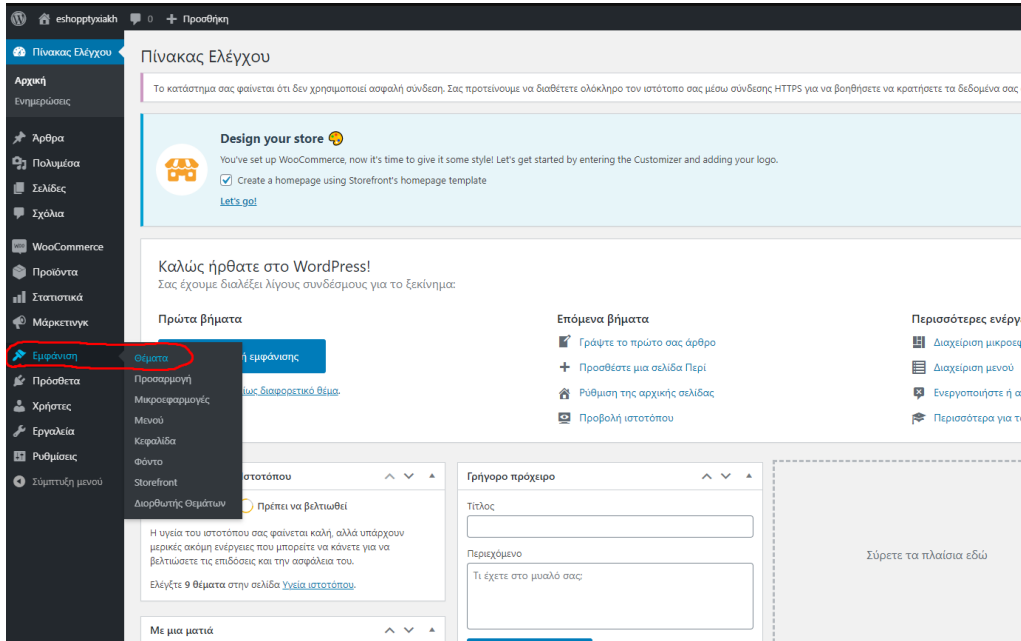 eshopptyxiakh 0 Προσθήκη
Πίνακας Ελέγχου
Αρχική
Ενημερώσεις
Άρθρα
Πολυμέσα
Σελίδες
Σχόλια
WooCommerce
Προϊόντα
Στατιστικά
Μάρκετινγκ
Εμφάνιση
Πρόσθετα
Χρήστες
Εργαλεία
Ρυθμίσεις
Σύμπτυξη μενού
Θέματα
Προσαρμογή
Μικροεφαρμογές
Μενού
Κεφαλίδα
Φόντο
Storefront
Διορθωτής Θεμάτων
Πίνακας Ελέγχου
Το κατάστημα σας φαίνεται ότι δεν χρησιμοποιεί ασφαλή σύνδεση. Σας προτείνουμε να διαθέτετε ολόκληρο τον ιστότοπο σας μέσω σύνδεσης HTTPS για να βοηθήσετε να κρατήσετε τα δεδομένα σας
Design your store
You've set up WooCommerce, now it's time to give it some style! Let's get started by entering the Customizer and adding your logo.
Create a homepage using Storefront's homepage template
Let's go!
Καλώς ήρθατε στο WordPress!
Σας έχουμε διαλέξει λίγους συνδέσμους για το ξεκίνημα:
Πρώτα βήματα
ή εμφάνισης
διαφορετικό θέμα.
Επόμενα βήματα
Γράψτε το πρώτο σας άρθρο
Προσθέστε μια σελίδα Περί
Ρύθμιση της αρχικής σελίδας
Προβολή ιστοτόπου
Περισσότερες ενέργ
Διαχείριση μικροεφ
Διαχείριση μενού
Ενεργοποιήστε ή α
Περισσότερα για τ
στοτόπου
Πρέπει να βελτιωθεί
Η υγεία του ιστοτόπου σας φαίνεται καλή, αλλά υπάρχουν
μερικές ακόμη ενέργειες που μπορείτε να κάνετε για να
βελτιώσετε τις επιδόσεις και την ασφάλεια του.
Ελέγξτε 9 θέματα στην σελίδα Υγεία ιστοτόπου.
Με μια ματιά
Γρήγορο πρόχειρο
Τίτλος
Περιεχόμενο
Τι έχετε στο μυαλό σας;
Σύρετε τα πλαίσια εδώ